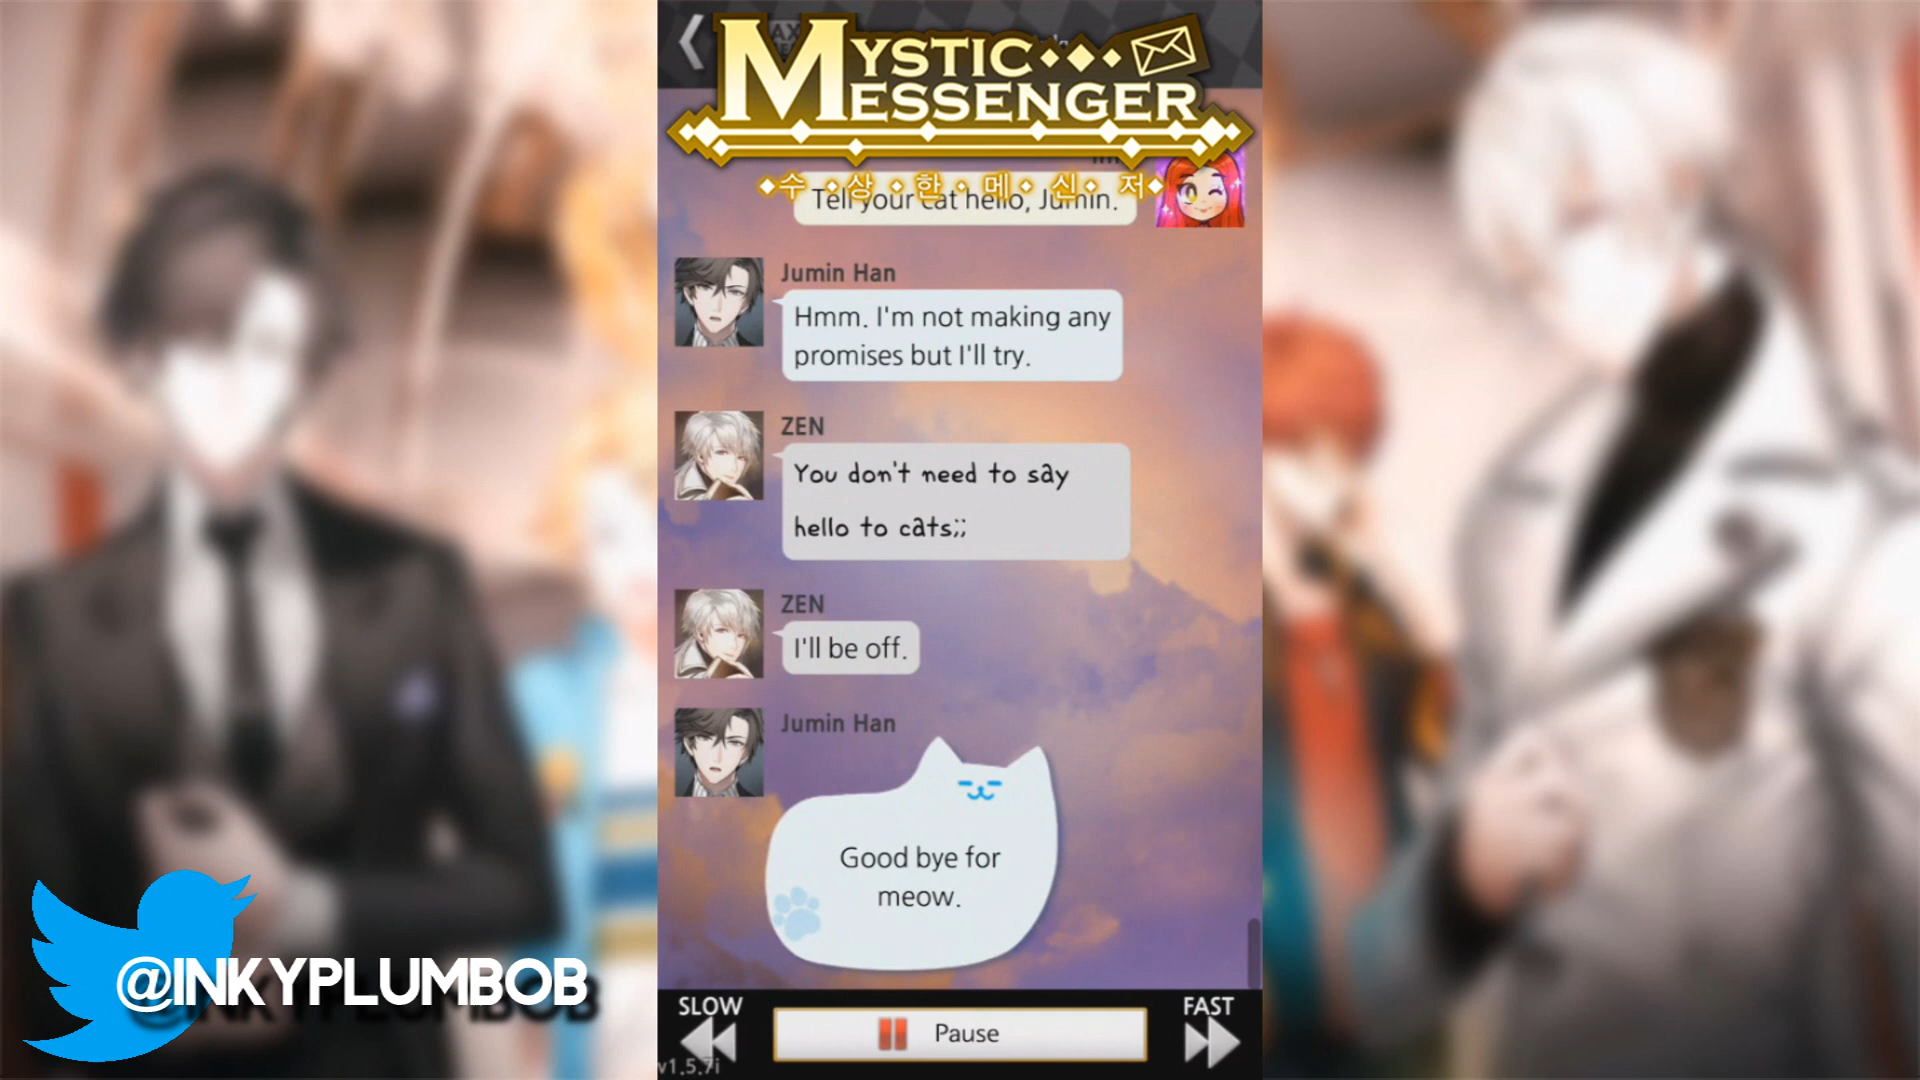 MYSTIC
MESSENGER
수상한메신저
Tell your cat hello, Jumin.
Jumin Han
Hmm. I'm not making any
promises but I'll try.
ZEN
You don't need to say
hello to cats;;
ZEN
I'll be off.
Jumin Han
Good bye for
meow.
@INKYPLUMBOB
SLOW
Pause
FAST
v1.5.7i